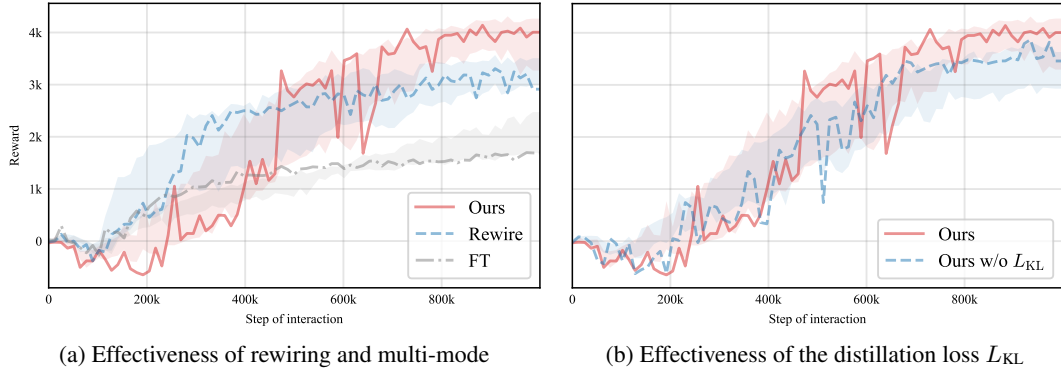 4k
3k
2k
1k
0
Reward
0
200k
400k
600k
800k
Step of interaction
Ours
Rewire
FT
(a) Effectiveness of rewiring and multi-mode
0
200k
400k
600k
800k
Step of interaction
Ours
Ours w/o L_KL
(b) Effectiveness of the distillation loss L_KL